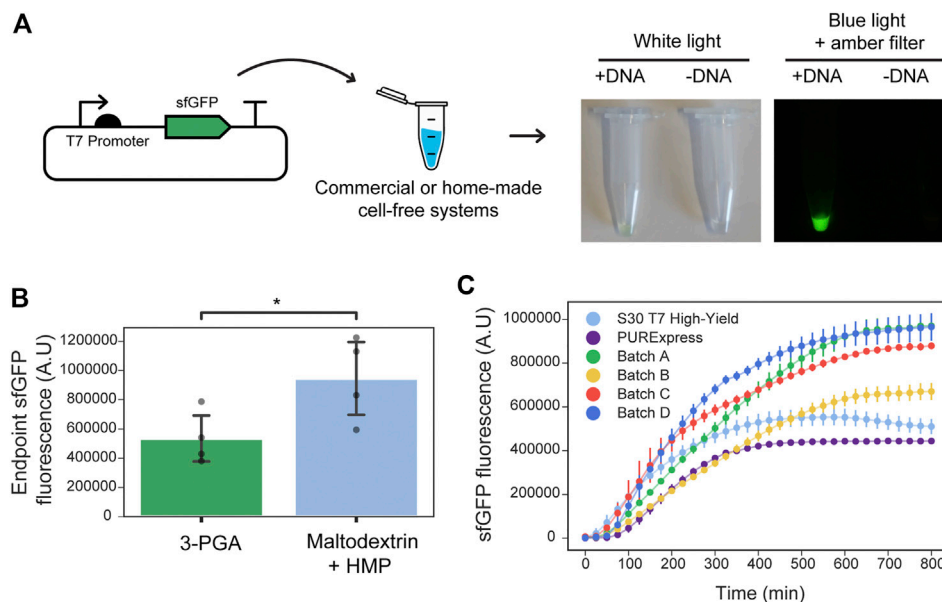 A
sfGFP
T7 Promoter
Commercial or home-made
cell-free systems
White light
+DNA -DNA
Blue light
+ amber filter
+DNA -DNA
B
*
Endpoint sfGFP
fluorescence (A.U)
1200000
1000000
800000
600000
400000
200000
0
3-PGA
Maltodextrin
+ HMP
C
sfGFP fluorescence (A.U)
1000000
800000
600000
400000
200000
0
S30 T7 High-Yield
PURExpress
Batch A
Batch B
Batch C
Batch D
0 100 200 300 400 500 600 700 800
Time (min)